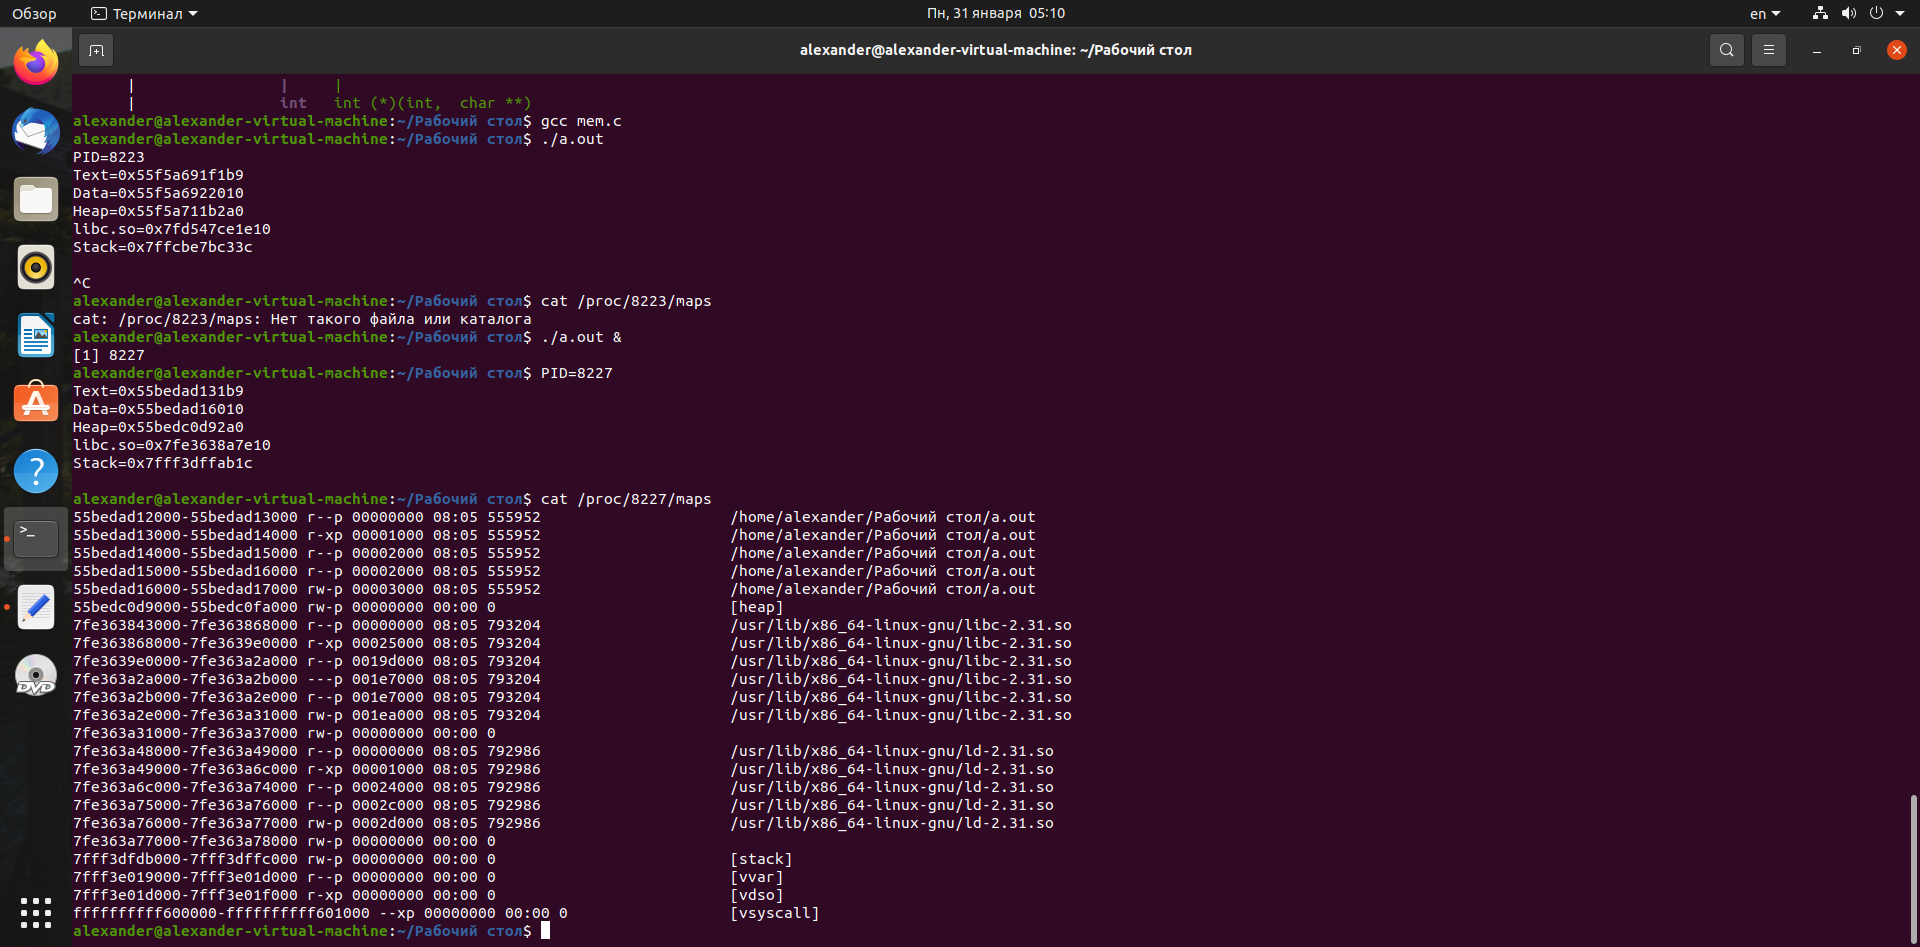 Обзор Терминал Пн, 31 января 05:10 en
alexander@alexander-virtual-machine: ~/Рабочий стол
| | |
| int int (*)(int, char **)
alexander@alexander-virtual-machine:~/Рабочий стол$ gcc mem.c
alexander@alexander-virtual-machine:~/Рабочий стол$ ./a.out
PID=8223
Text=0x55f5a691f1b9
Data=0x55f5a6922010
Heap=0x55f5a711b2a0
libc.so=0x7fd547ce1e10
Stack=0x7ffcbe7bc33c
^C
alexander@alexander-virtual-machine:~/Рабочий стол$ cat /proc/8223/maps
cat: /proc/8223/maps: Нет такого файла или каталога
alexander@alexander-virtual-machine:~/Рабочий стол$ ./a.out &
[1] 8227
alexander@alexander-virtual-machine:~/Рабочий стол$ PID=8227
Text=0x55bedad131b9
Data=0x55bedad16010
Heap=0x55bedc0d92a0
libc.so=0x7fe3638a7e10
Stack=0x7fff3dffab1c
alexander@alexander-virtual-machine:~/Рабочий стол$ cat /proc/8227/maps
55bedad12000-55bedad13000 r--p 00000000 08:05 555952 /home/alexander/Рабочий стол/a.out
55bedad13000-55bedad14000 r-xp 00001000 08:05 555952 /home/alexander/Рабочий стол/a.out
55bedad14000-55bedad15000 r--p 00002000 08:05 555952 /home/alexander/Рабочий стол/a.out
55bedad15000-55bedad16000 r--p 00002000 08:05 555952 /home/alexander/Рабочий стол/a.out
55bedad16000-55bedad17000 rw-p 00003000 08:05 555952 /home/alexander/Рабочий стол/a.out
55bedc0d9000-55bedc0fa000 rw-p 00000000 00:00 0 [heap]
7fe363843000-7fe363868000 r--p 00000000 08:05 793204 /usr/lib/x86_64-linux-gnu/libc-2.31.so
7fe363868000-7fe3639e0000 r-xp 00025000 08:05 793204 /usr/lib/x86_64-linux-gnu/libc-2.31.so
7fe3639e0000-7fe363a2a000 r--p 0019d000 08:05 793204 /usr/lib/x86_64-linux-gnu/libc-2.31.so
7fe363a2a000-7fe363a2b000 ---p 001e7000 08:05 793204 /usr/lib/x86_64-linux-gnu/libc-2.31.so
7fe363a2b000-7fe363a2e000 r--p 001e7000 08:05 793204 /usr/lib/x86_64-linux-gnu/libc-2.31.so
7fe363a2e000-7fe363a31000 rw-p 001ea000 08:05 793204 /usr/lib/x86_64-linux-gnu/libc-2.31.so
7fe363a31000-7fe363a37000 rw-p 00000000 00:00 0
7fe363a48000-7fe363a49000 r--p 00000000 08:05 792986 /usr/lib/x86_64-linux-gnu/ld-2.31.so
7fe363a49000-7fe363a6c000 r-xp 00001000 08:05 792986 /usr/lib/x86_64-linux-gnu/ld-2.31.so
7fe363a6c000-7fe363a74000 r--p 00024000 08:05 792986 /usr/lib/x86_64-linux-gnu/ld-2.31.so
7fe363a75000-7fe363a76000 r--p 0002c000 08:05 792986 /usr/lib/x86_64-linux-gnu/ld-2.31.so
7fe363a76000-7fe363a77000 rw-p 0002d000 08:05 792986 /usr/lib/x86_64-linux-gnu/ld-2.31.so
7fe363a77000-7fe363a78000 rw-p 00000000 00:00 0
7fff3dfdb000-7fff3dffc000 rw-p 00000000 00:00 0 [stack]
7fff3e019000-7fff3e01d000 r--p 00000000 00:00 0 [vvar]
7fff3e01d000-7fff3e01f000 r-xp 00000000 00:00 0 [vdso]
ffffffffff600000-ffffffffff601000 --xp 00000000 00:00 0 [vsyscall]
alexander@alexander-virtual-machine:~/Рабочий стол$
DVD